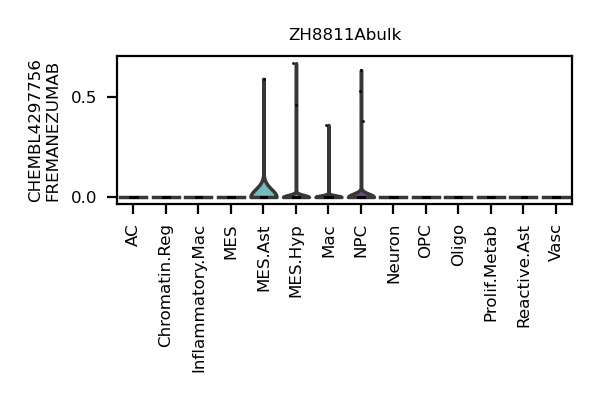 ZH8811Abulk
CHEMBL4297756
FREMANEZUMAB
0.5
0.0
AC
Chromatin.Reg
Inflammatory.Mac
MES
MES.Ast
MES.Hyp
Mac
NPC
Neuron
OPC
Oligo
Prolif.Metab
Reactive.Ast
Vasc